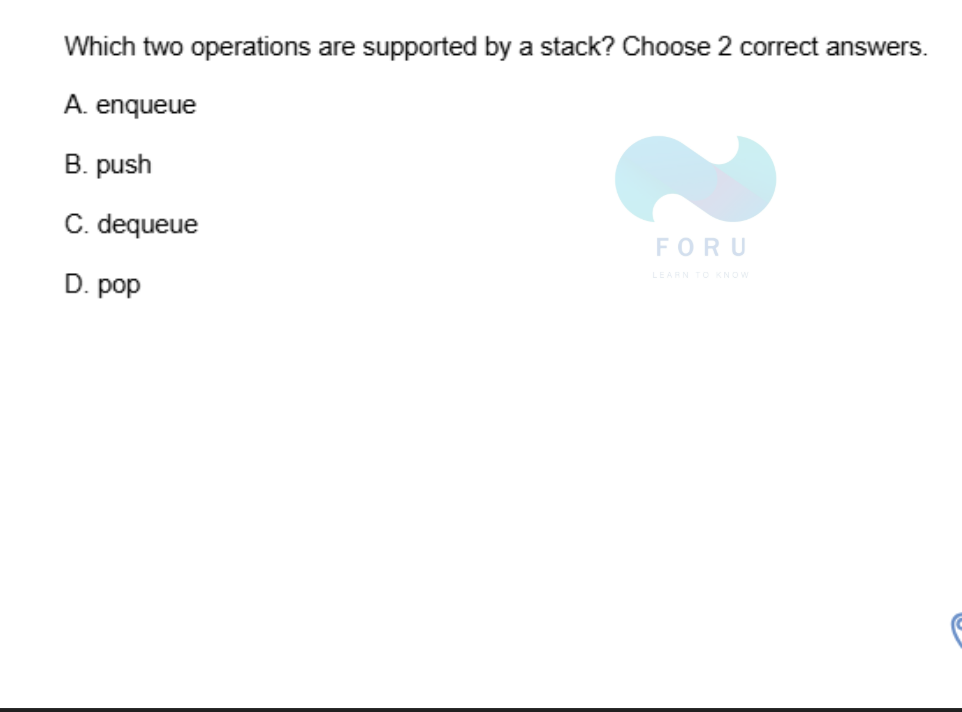 Which two operations are supported by a stack? Choose 2 correct answers.
A. enqueue
B. push
FORU
C. dequeue
LEARN TO KNOW
D. pop